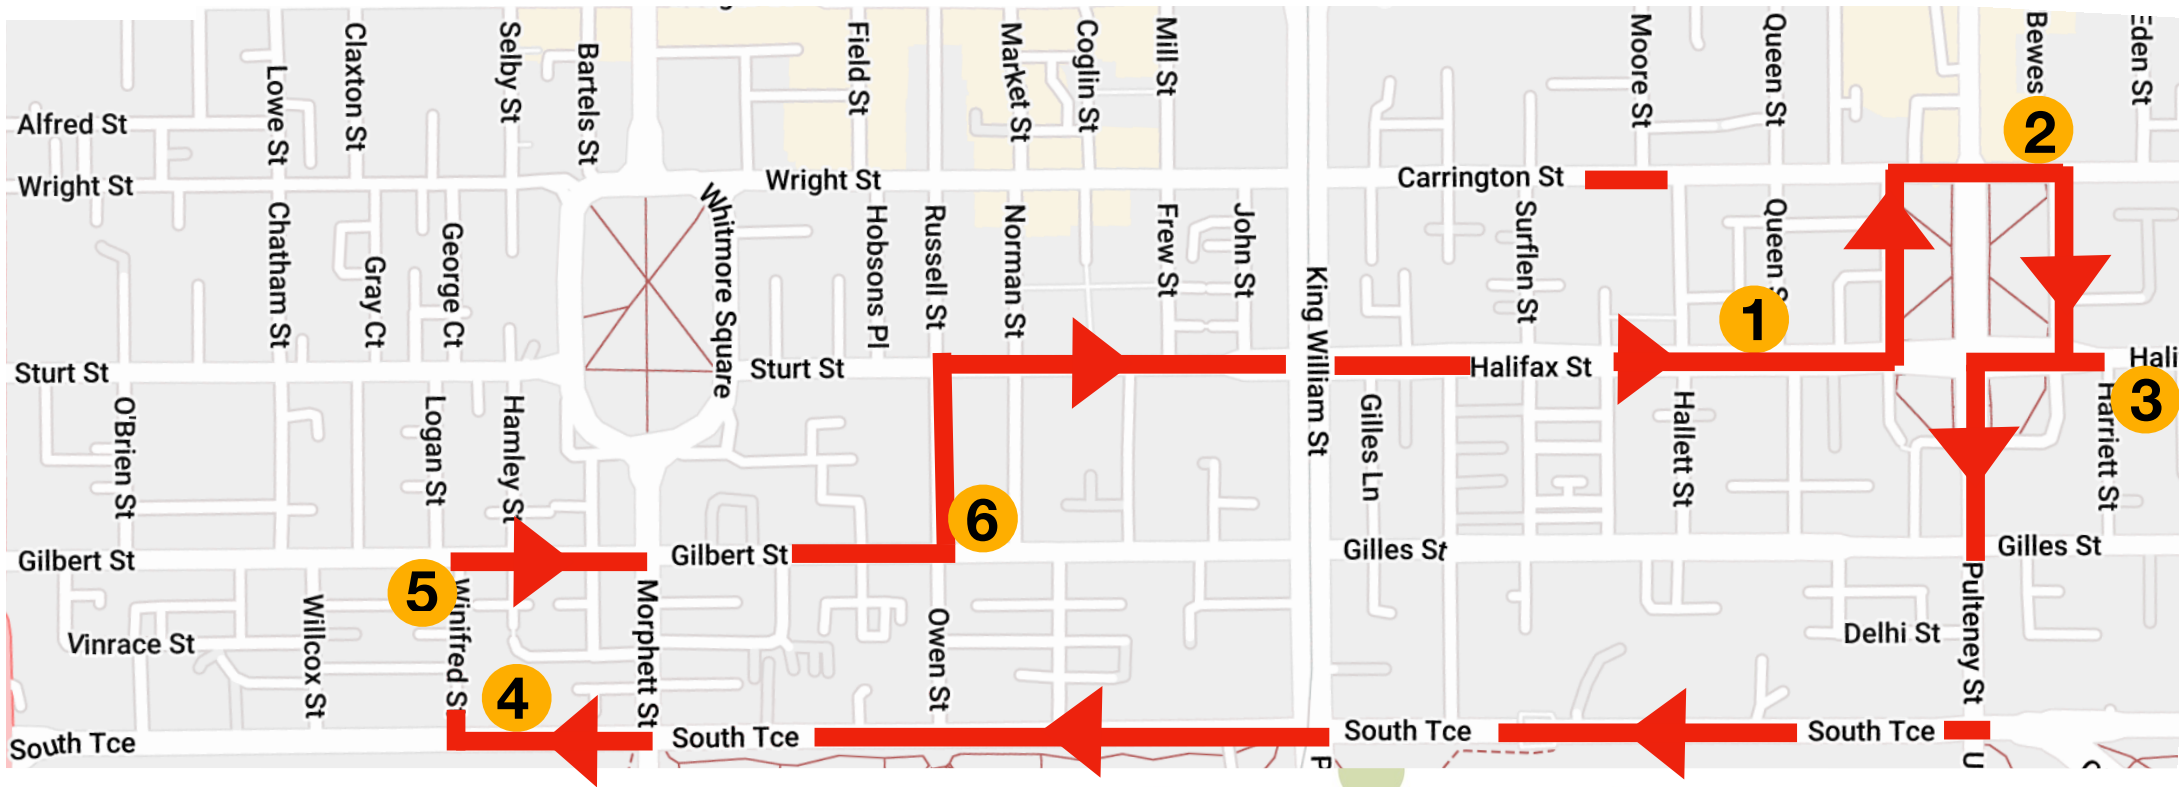 Claxton St
Selby St
Bartels St
Field St
Market St
Coglin St
Mill St
Moore St
Queen St
Bewes
Eden St
Lowe St
Alfred St
2
Wright St
Wright St
Carrington St
Chatham St
Gray Ct
George Ct
Whitmore Square
Hobsons Pl
Russell St
Norman St
Frew St
John St
King William St
Surflen St
Queen S
1
Sturt St
Sturt St
Halifax St
Hali
3
O'Brien St
Logan St
Hamley St
Gilles Ln
Hallett St
Harriett St
6
Gilbert St
Gilbert St
Gilles St
Gilles St
5
Winifred St
Willcox St
Vinrace St
Morphett St
Owen St
Delhi St
Pulteney St
4
South Tce
South Tce
South Tce
South Tce
P
U